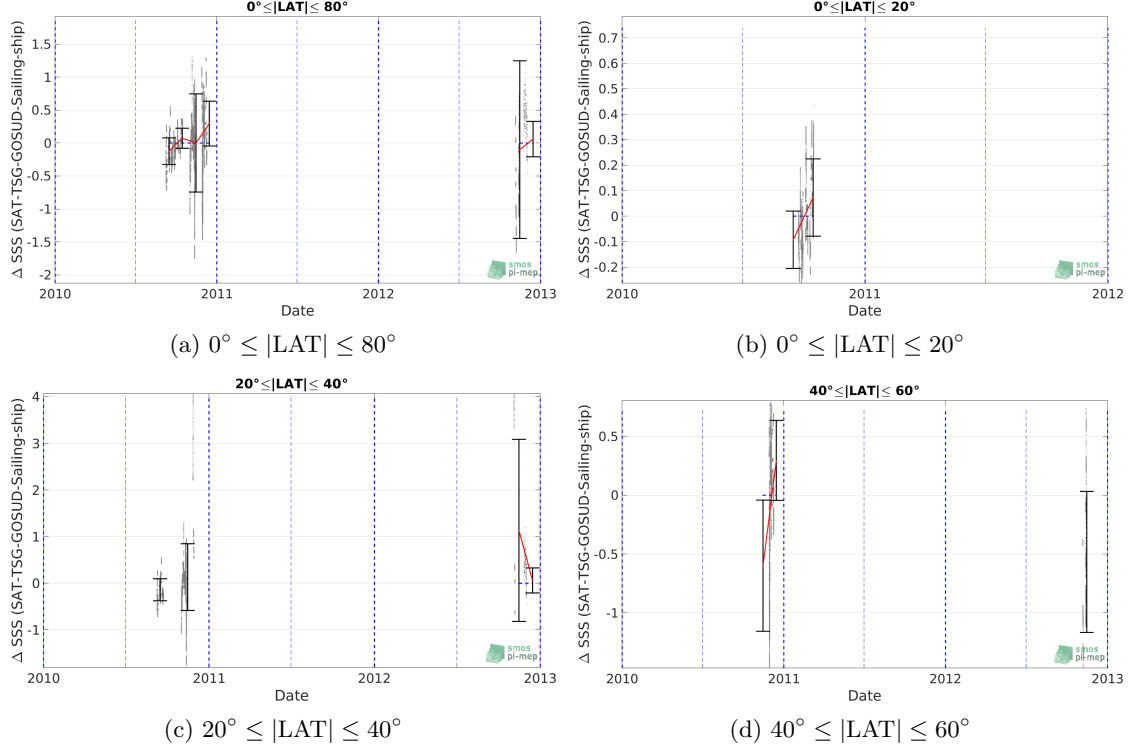 0°≤|LAT|≤ 80°
Δ SSS (SAT-TSG-GOSUD-Sailing-ship)
1.5
1
0.5
0
-0.5
-1
-1.5
-2
2010
2011
2012
2013
Date
smos
pi-mep
(a) 0° ≤ |LAT| ≤ 80°
0°≤|LAT|≤ 20°
Δ SSS (SAT-TSG-GOSUD-Sailing-ship)
0.7
0.6
0.5
0.4
0.3
0.2
0.1
0
-0.1
-0.2
2010
2011
2012
Date
smos
pi-mep
(b) 0° ≤ |LAT| ≤ 20°
20°≤|LAT|≤ 40°
Δ SSS (SAT-TSG-GOSUD-Sailing-ship)
4
3
2
1
0
-1
2010
2011
2012
2013
Date
smos
pi-mep
(c) 20° ≤ |LAT| ≤ 40°
40°≤|LAT|≤ 60°
Δ SSS (SAT-TSG-GOSUD-Sailing-ship)
0.5
0
-0.5
-1
2010
2011
2012
2013
Date
smos
pi-mep
(d) 40° ≤ |LAT| ≤ 60°